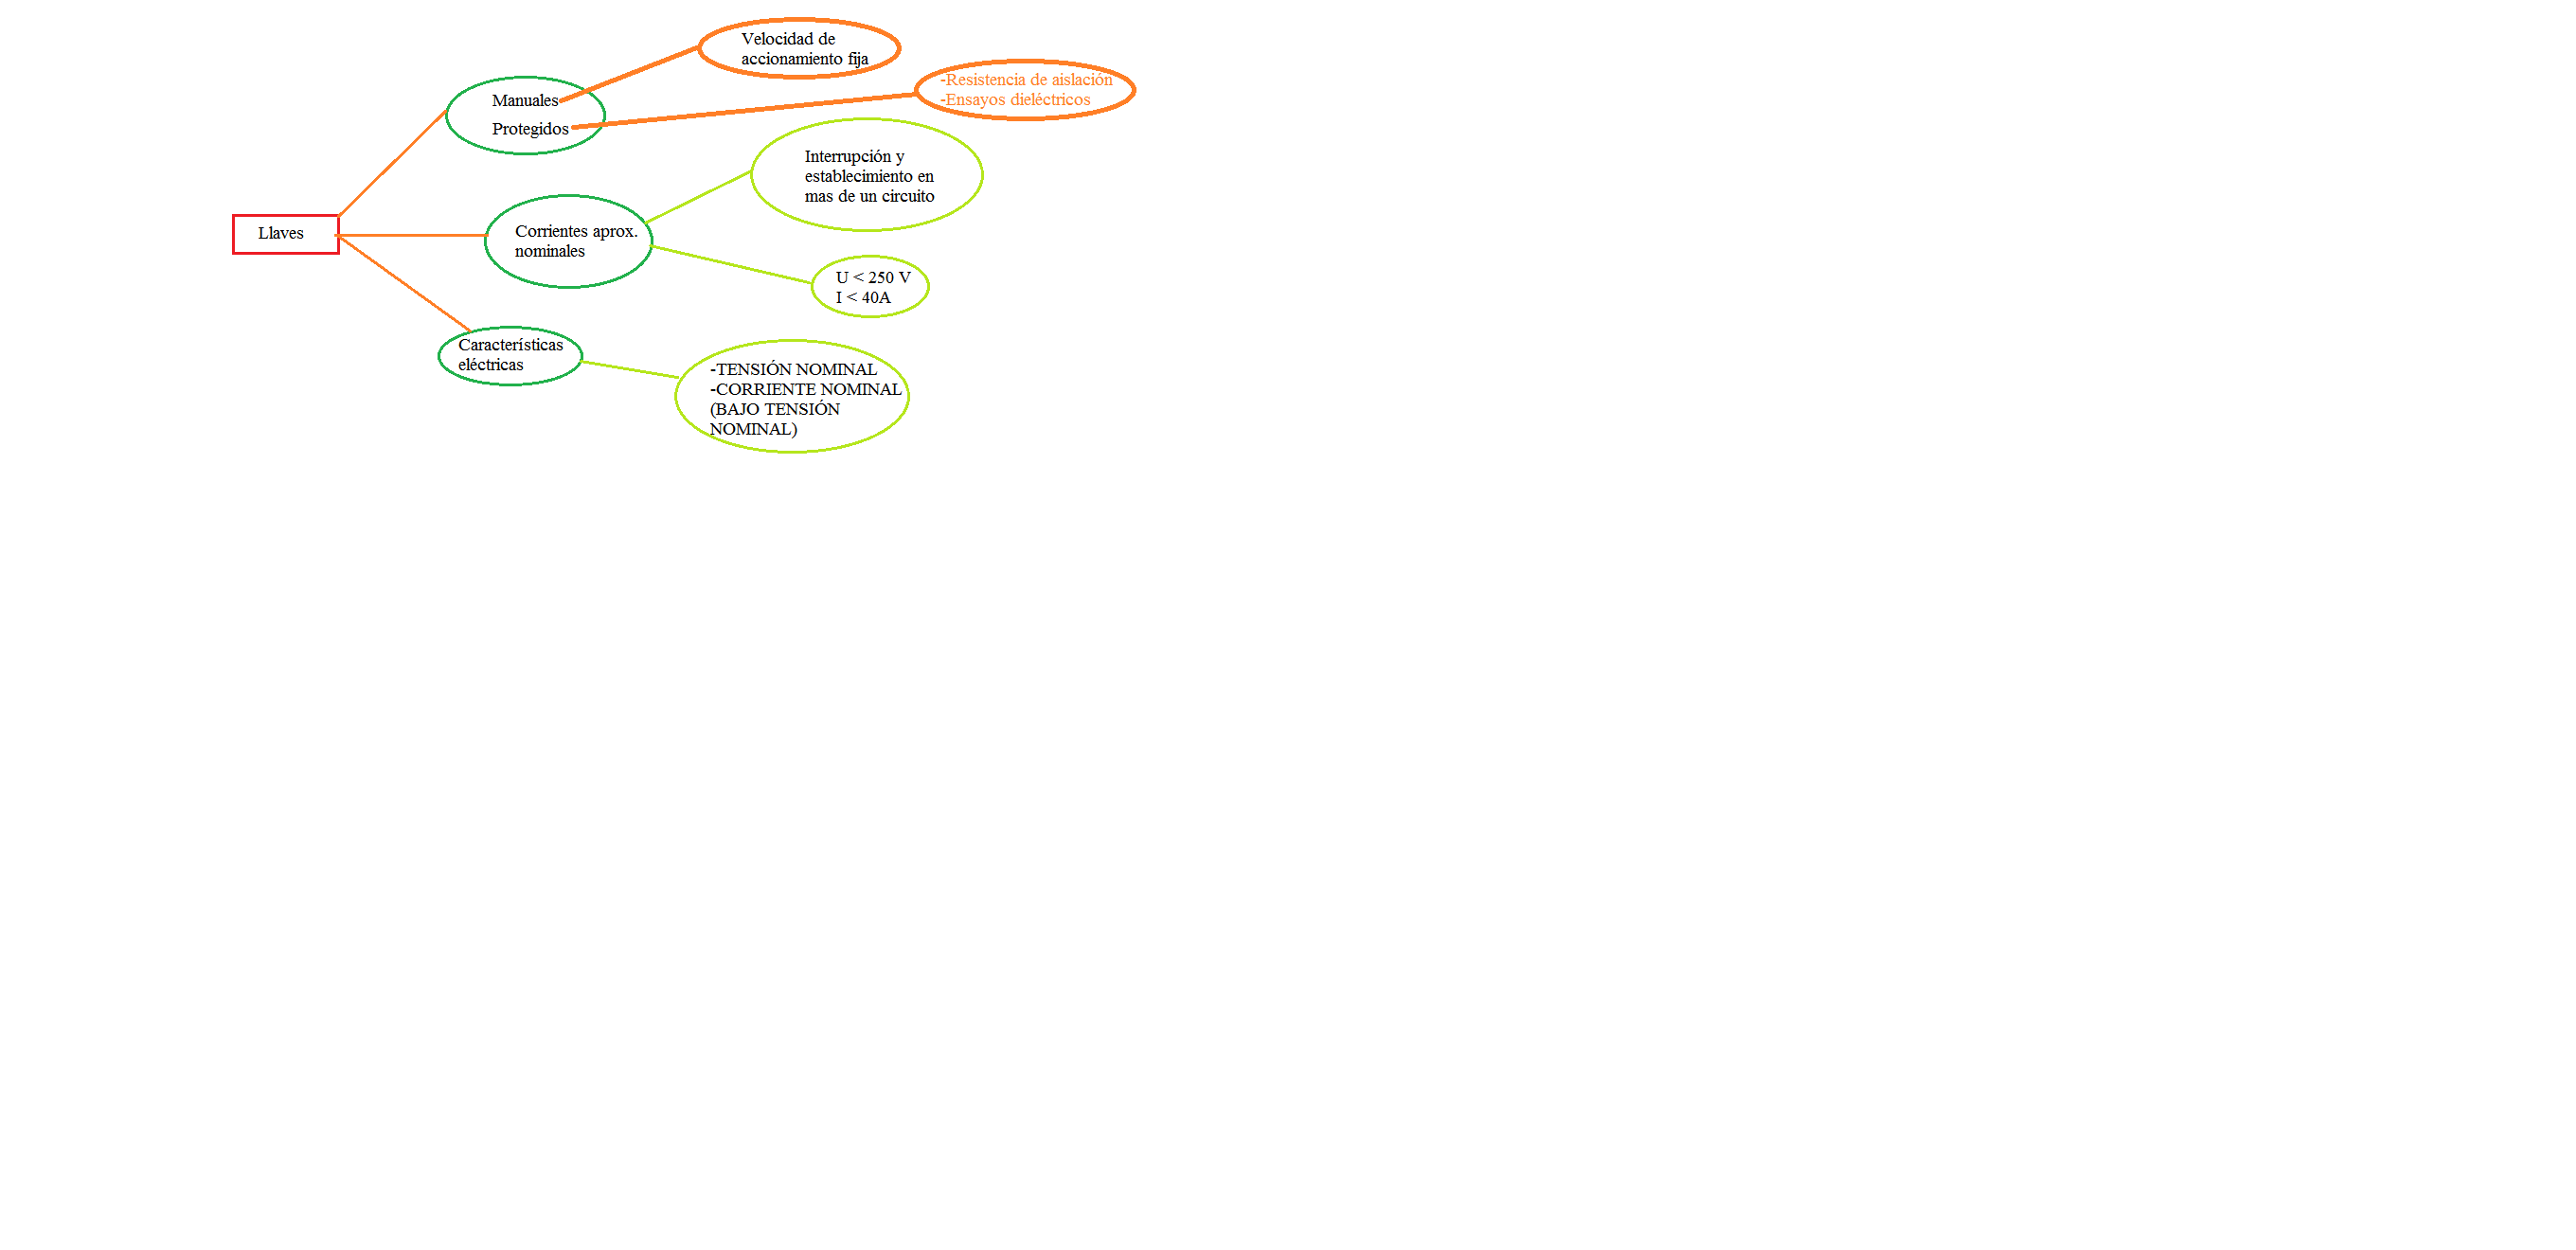 Velocidad de
accionamiento fija
-Resistencia de aislación
-Ensayos dieléctricos
Manuales
Protegidos
Interrupción y
establecimiento en
mas de un circuito
Llaves
Corrientes aprox.
nominales
U < 250 V
I < 40A
Características
eléctricas
-TENSIÓN NOMINAL
-CORRIENTE NOMINAL
(BAJO TENSIÓN
NOMINAL)